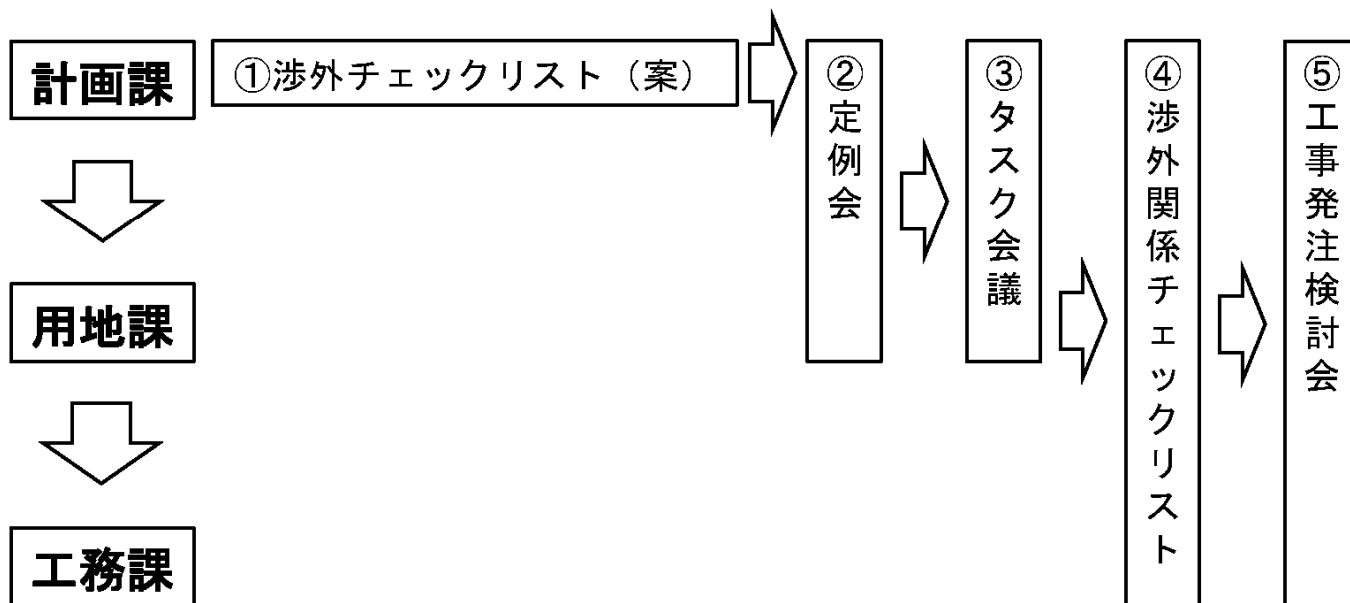 計画課
①渉外チェックリスト（案）
②定例会
③タスク会議
④渉外関係チェックリスト
⑤工事発注検討会
用地課
工務課